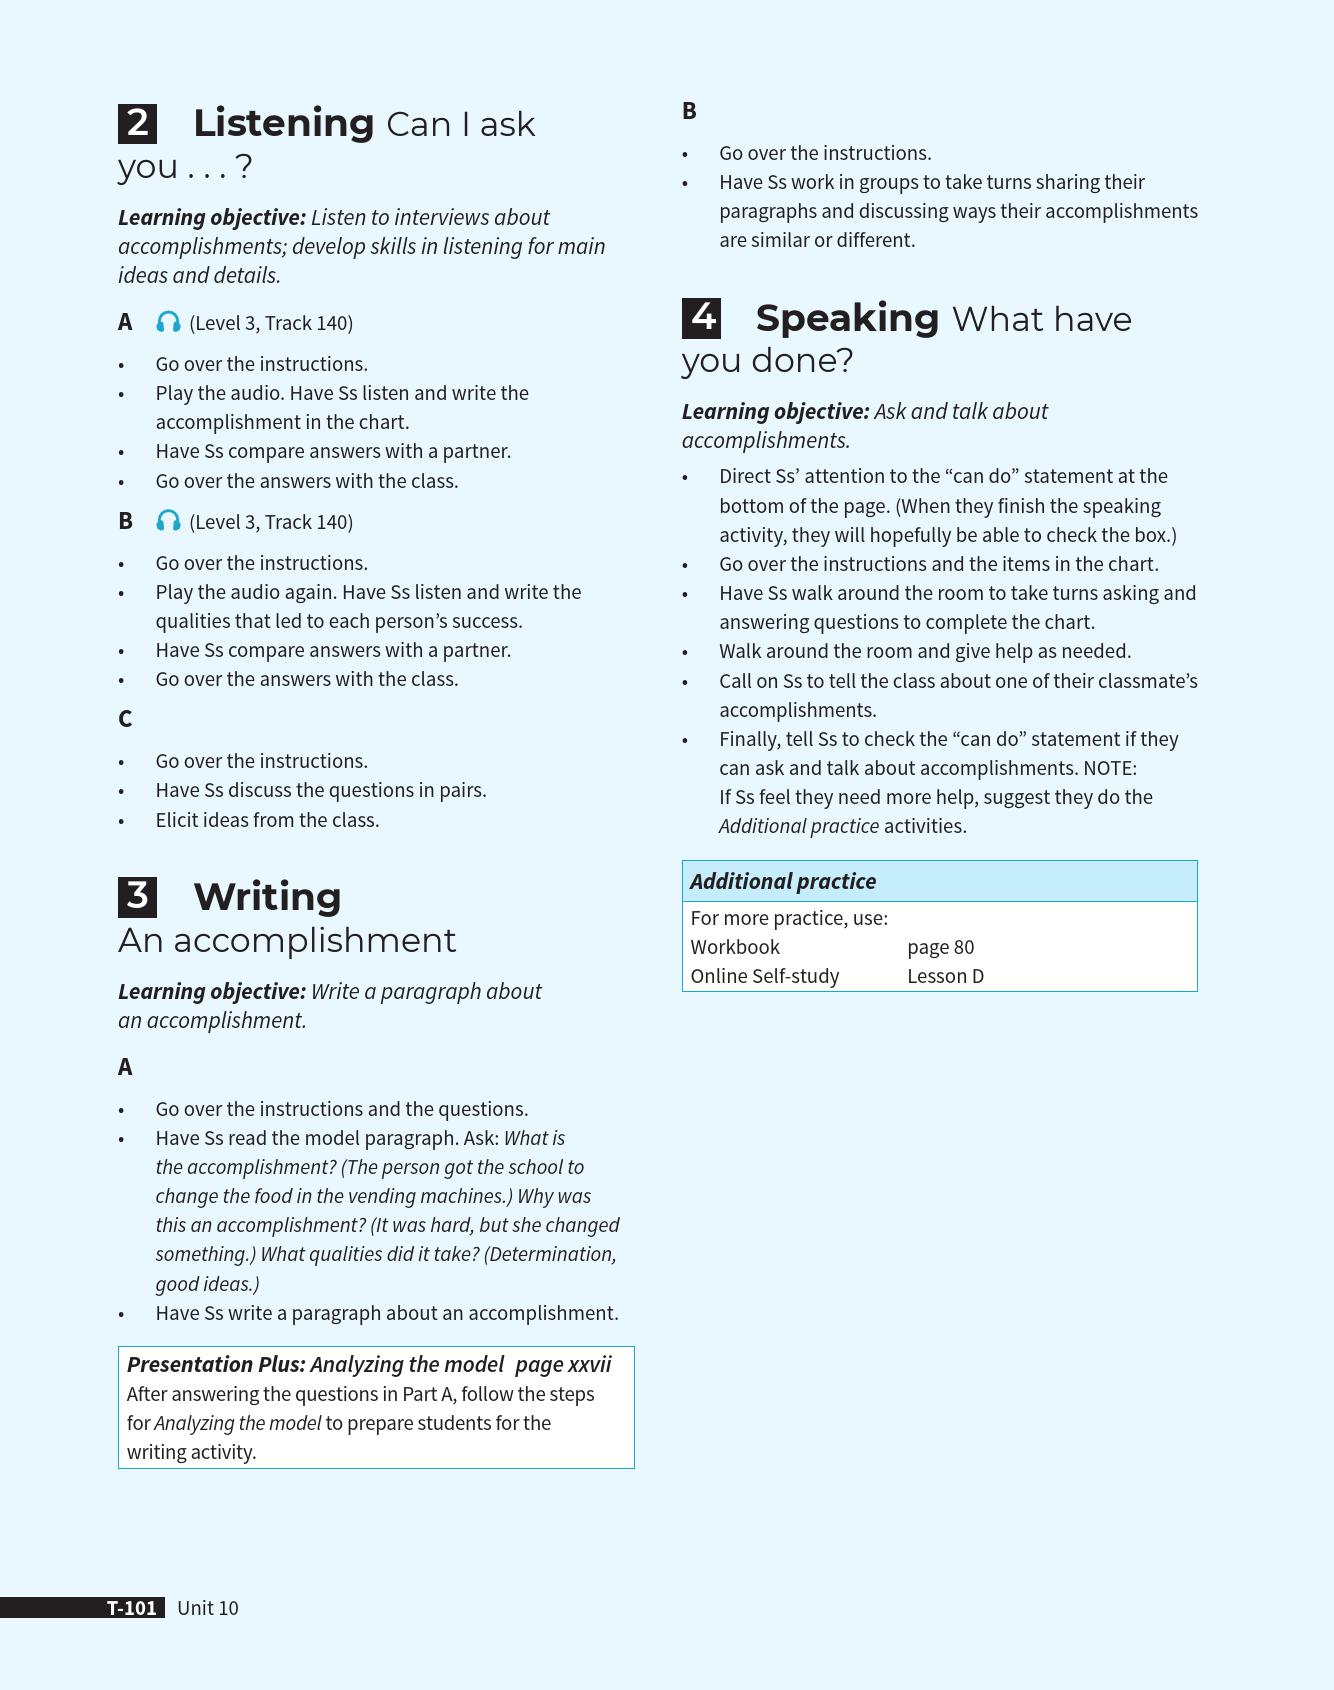 2 Listening Can I ask
you . . . ?
Learning objective: Listen to interviews about
accomplishments; develop skills in listening for main
ideas and details.
A (Level 3, Track 140)
• Go over the instructions.
• Play the audio. Have Ss listen and write the
accomplishment in the chart.
• Have Ss compare answers with a partner.
• Go over the answers with the class.
B (Level 3, Track 140)
• Go over the instructions.
• Play the audio again. Have Ss listen and write the
qualities that led to each person’s success.
• Have Ss compare answers with a partner.
• Go over the answers with the class.
C
• Go over the instructions.
• Have Ss discuss the questions in pairs.
• Elicit ideas from the class.
3 Writing
An accomplishment
Learning objective: Write a paragraph about
an accomplishment.
A
• Go over the instructions and the questions.
• Have Ss read the model paragraph. Ask: What is
the accomplishment? (The person got the school to
change the food in the vending machines.) Why was
this an accomplishment? (It was hard, but she changed
something.) What qualities did it take? (Determination,
good ideas.)
• Have Ss write a paragraph about an accomplishment.
Presentation Plus: Analyzing the model page xxvii
After answering the questions in Part A, follow the steps
for Analyzing the model to prepare students for the
writing activity.
B
• Go over the instructions.
• Have Ss work in groups to take turns sharing their
paragraphs and discussing ways their accomplishments
are similar or different.
4 Speaking What have
you done?
Learning objective: Ask and talk about
accomplishments.
• Direct Ss’ attention to the “can do” statement at the
bottom of the page. (When they finish the speaking
activity, they will hopefully be able to check the box.)
• Go over the instructions and the items in the chart.
• Have Ss walk around the room to take turns asking and
answering questions to complete the chart.
• Walk around the room and give help as needed.
• Call on Ss to tell the class about one of their classmate’s
accomplishments.
• Finally, tell Ss to check the “can do” statement if they
can ask and talk about accomplishments. NOTE:
If Ss feel they need more help, suggest they do the
Additional practice activities.
Additional practice
For more practice, use:
Workbook page 80
Online Self-study Lesson D
T-101 Unit 10